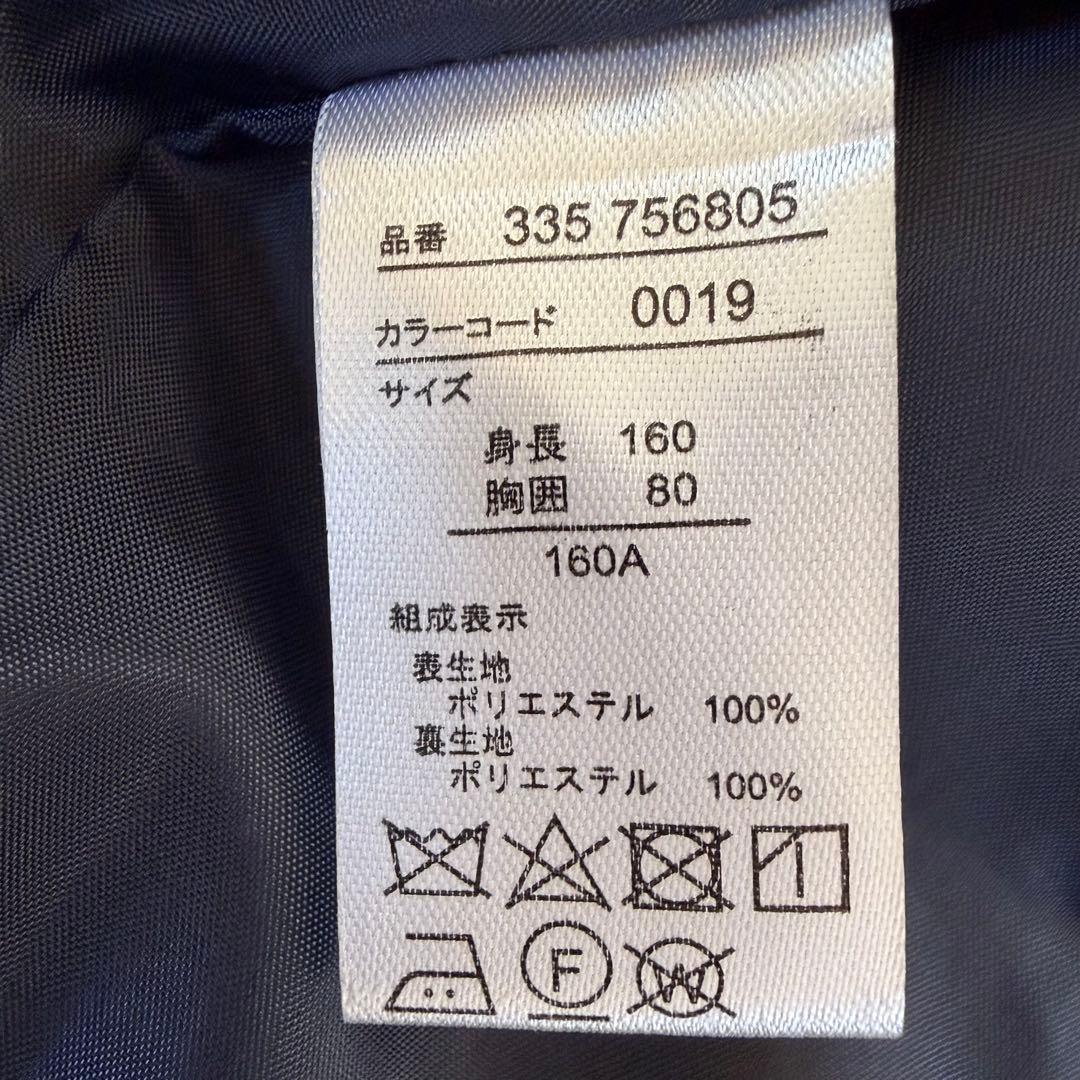 品番 335 756805
カラーコード 0019
サイズ
身長 160
胸囲 80
160A
組成表示
表生地
ポリエステル 100%
裏生地
ポリエステル 100%
F
W